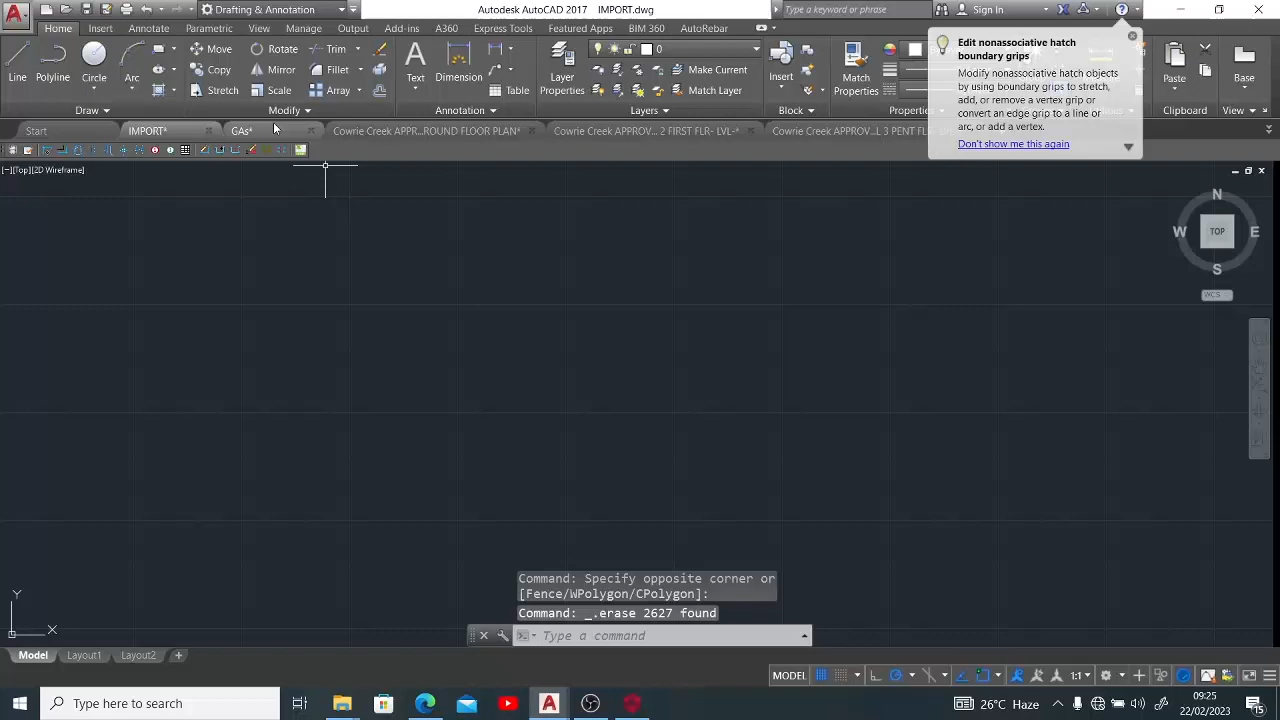 Drafting & Annotation
Autodesk AutoCAD 2017 IMPORT.dwg
Type a keyword or phrase
Sign In
Home Insert Annotate Parametric View Manage Output Add-ins A360 Express Tools Featured Apps BIM 360 AutoRebar
Line Polyline Circle Arc
Move Rotate Trim
Copy Mirror Fillet
Stretch Scale Array
Text Dimension
Table
Layer
Properties
0
Make Current
Match Layer
Insert
Match
Properties
Paste
Base
Draw Modify Annotation Layers Block Properties Clipboard
Edit nonassociative hatch
boundary grips
Modify nonassociative hatch objects
by using boundary grips to stretch,
add, or remove a vertex grip or
convert an edge grip to a line or
arc, or add a vertex.
Don't show me this again
Start IMPORT* GAs* Cowrie Creek APPR...ROUND FLOOR PLAN* Cowrie Creek APPROV... 2 FIRST FLR- LVL-* Cowrie Creek APPROV...L 3 PENT FLR- LVL
[−][Top][2D Wireframe]
N
W TOP E
S
WCS
Y
X
Command: Specify opposite corner or
[Fence/WPolygon/CPolygon]:
Command: _.erase 2627 found
Type a command
Model Layout1 Layout2 +
MODEL 1:1
Type here to search
26°C Haze
09:25
22/02/2023